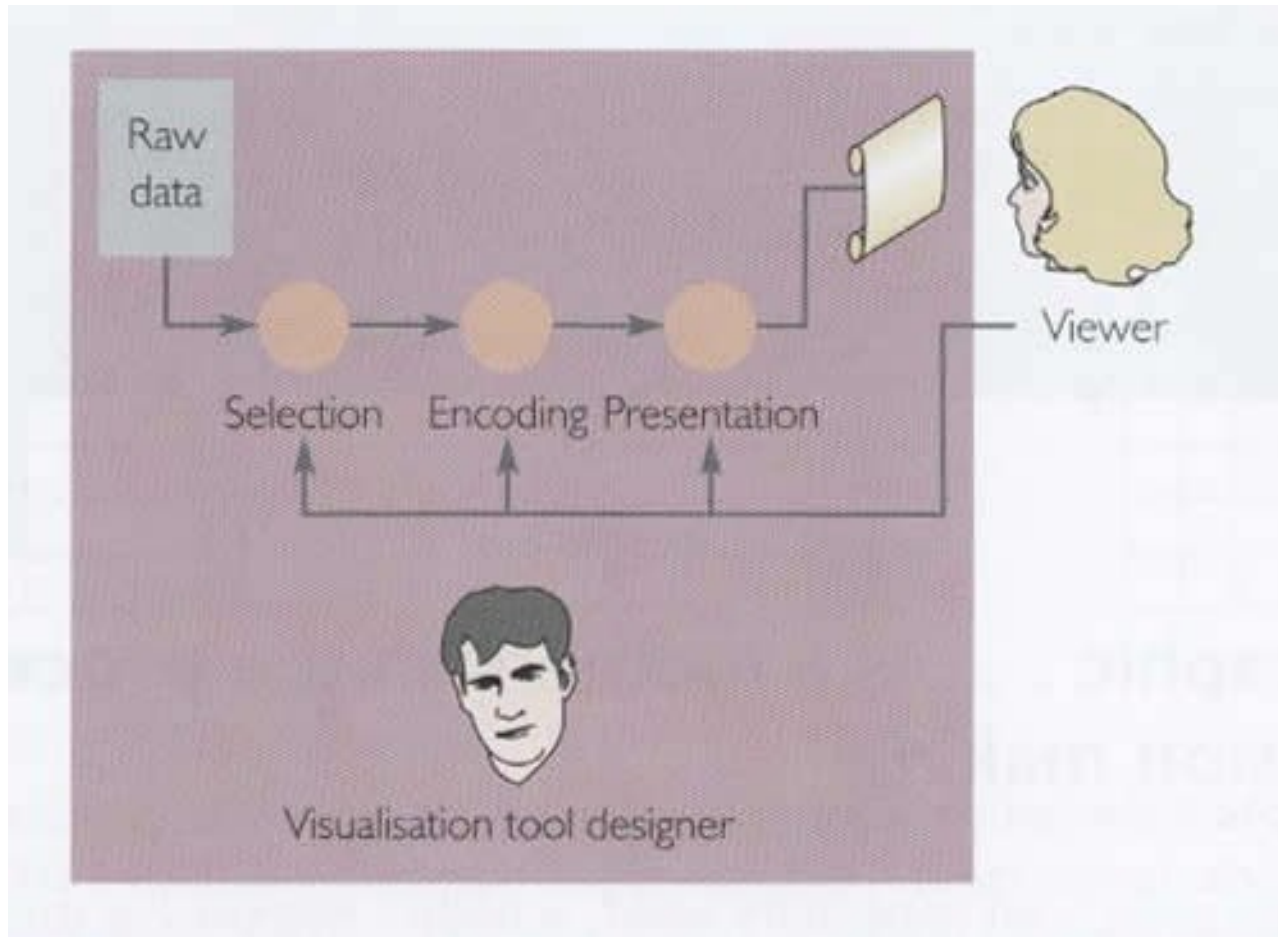 Raw
data
Selection
Encoding
Presentation
Viewer
Visualisation tool designer